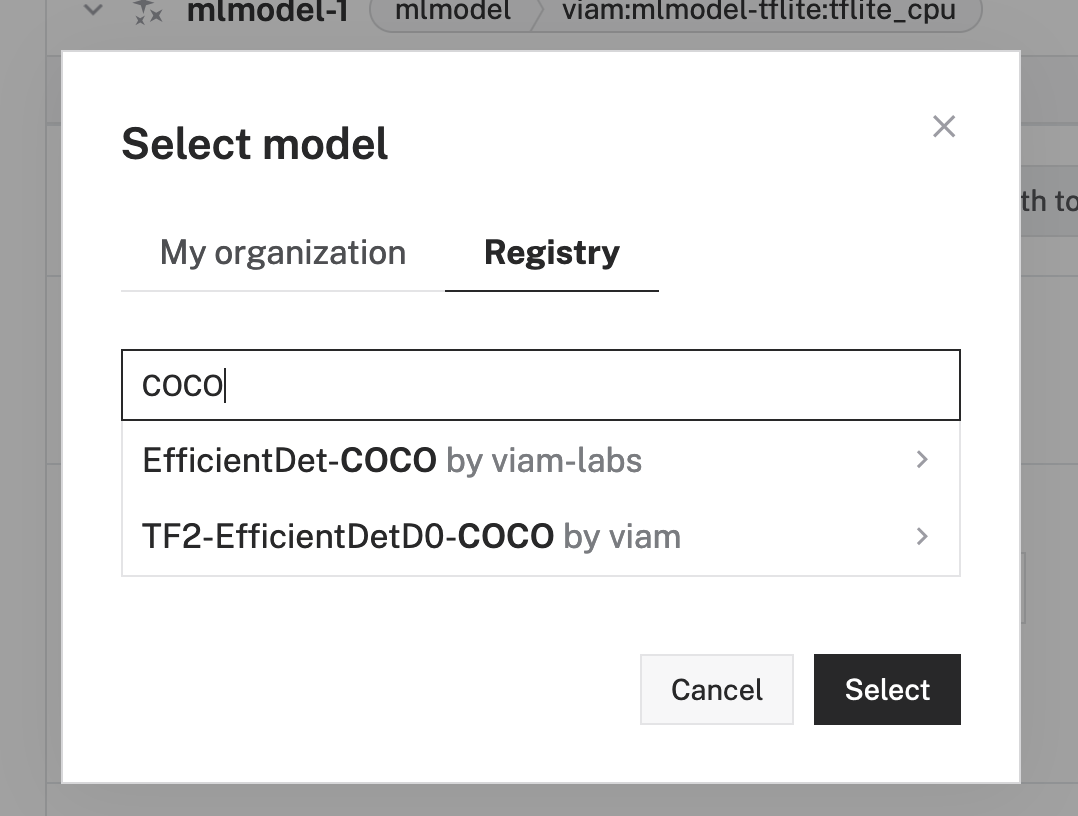 mlmodel-1 mlmodel viam:mlmodel-tflite:tflite_cpu
Select model
My organization Registry
th to
COCO
EfficientDet-COCO by viam-labs
TF2-EfficientDetD0-COCO by viam
Cancel Select